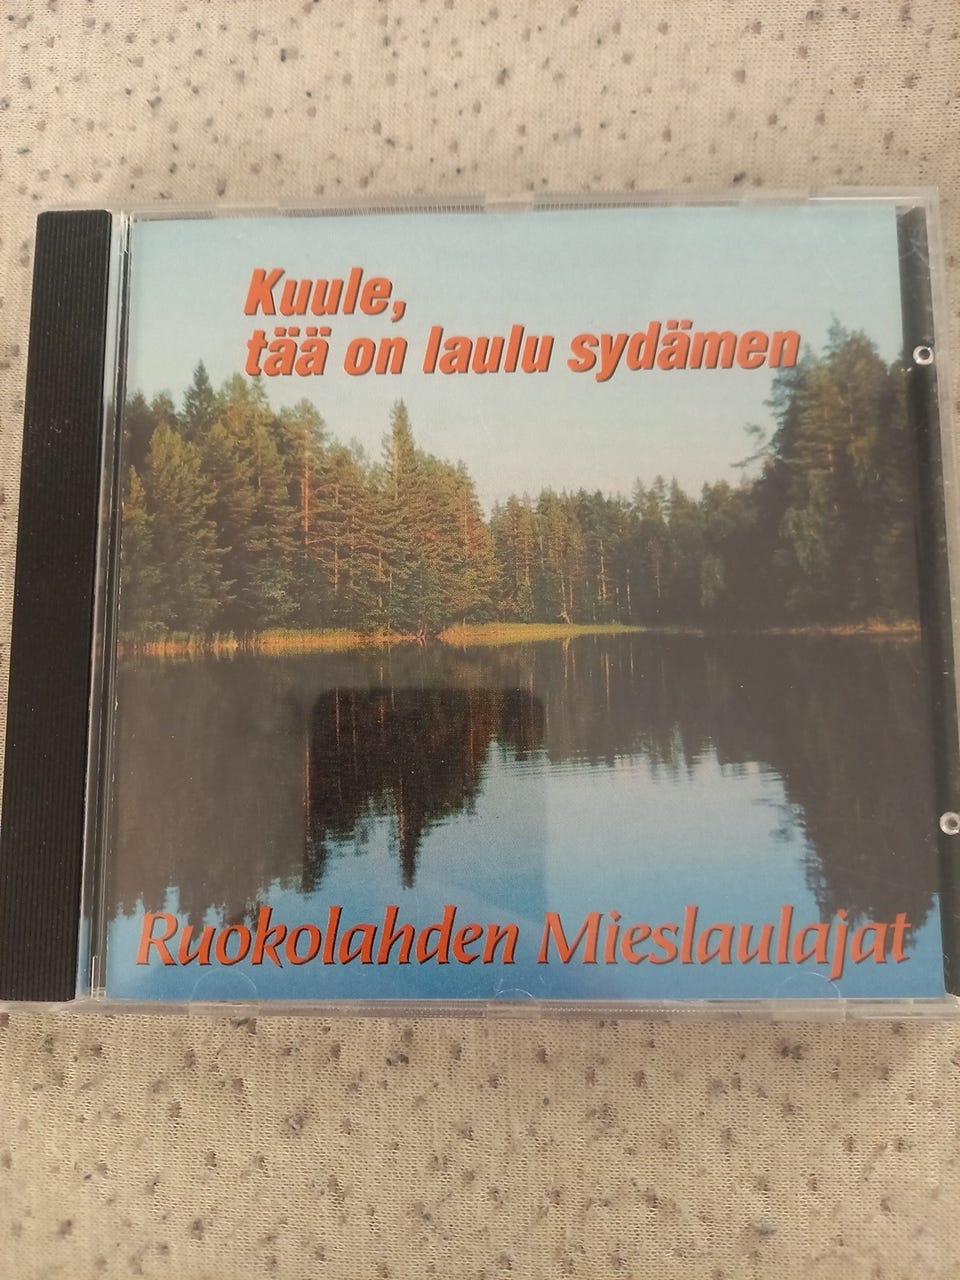 Kuule,
tää on laulu sydämen
Ruokolahden Mieslaulajat